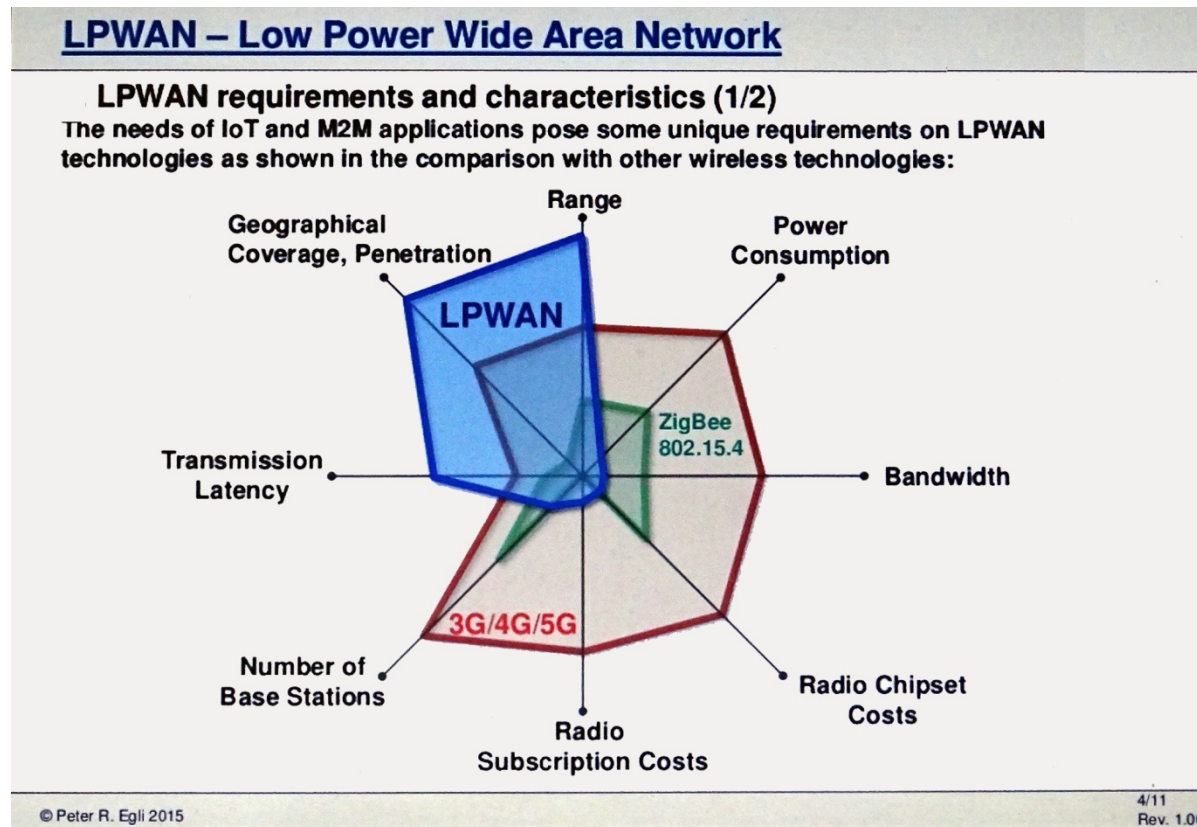 LPWAN – Low Power Wide Area Network
LPWAN requirements and characteristics (1/2)
The needs of IoT and M2M applications pose some unique requirements on LPWAN
technologies as shown in the comparison with other wireless technologies:
Range
Geographical
Coverage, Penetration
Power
Consumption
LPWAN
ZigBee
802.15.4
Transmission
Latency
Bandwidth
3G/4G/5G
Number of
Base Stations
Radio Chipset
Costs
Radio
Subscription Costs
© Peter R. Egli 2015
4/11
Rev. 1.0